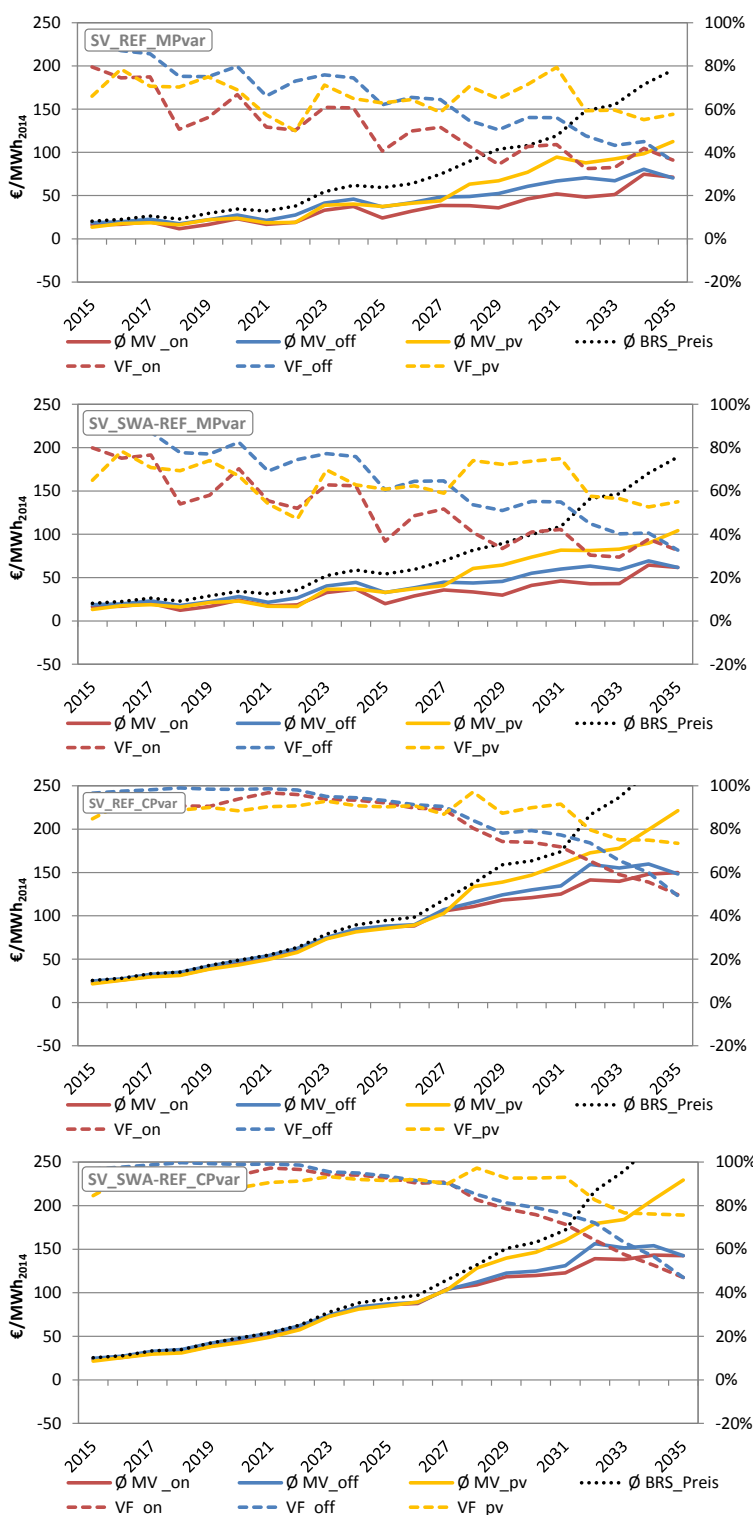 250 100%
SV_REF_MPvar
200 80%
150 60%
100 40%
50 20%
0 0%
-50 -20%
€/MWh2014
2015 2017 2019 2021 2023 2025 2027 2029 2031 2033 2035
Ø MV _on Ø MV_off Ø MV_pv Ø BRS_Preis
VF_on VF_off VF_pv
250 100%
SV_SWA-REF_MPvar
200 80%
150 60%
100 40%
50 20%
0 0%
-50 -20%
€/MWh2014
2015 2017 2019 2021 2023 2025 2027 2029 2031 2033 2035
Ø MV _on Ø MV_off Ø MV_pv Ø BRS_Preis
VF_on VF_off VF_pv
250 100%
SV_REF_CPvar
200 80%
150 60%
100 40%
50 20%
0 0%
-50 -20%
€/MWh2014
2015 2017 2019 2021 2023 2025 2027 2029 2031 2033 2035
Ø MV _on Ø MV_off Ø MV_pv Ø BRS_Preis
VF_on VF_off VF_pv
250 100%
SV_SWA-REF_CPvar
200 80%
150 60%
100 40%
50 20%
0 0%
-50 -20%
€/MWh2014
2015 2017 2019 2021 2023 2025 2027 2029 2031 2033 2035
Ø MV _on Ø MV_off Ø MV_pv Ø BRS_Preis
VF_on VF_off VF_pv